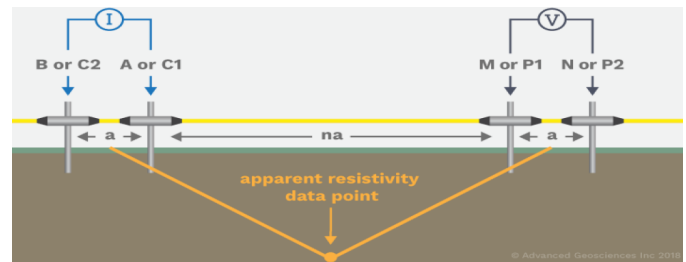 I
V
B or C2
A or C1
M or P1
N or P2
a
na
a
apparent resistivity
data point
© Advanced Geosciences Inc 2018